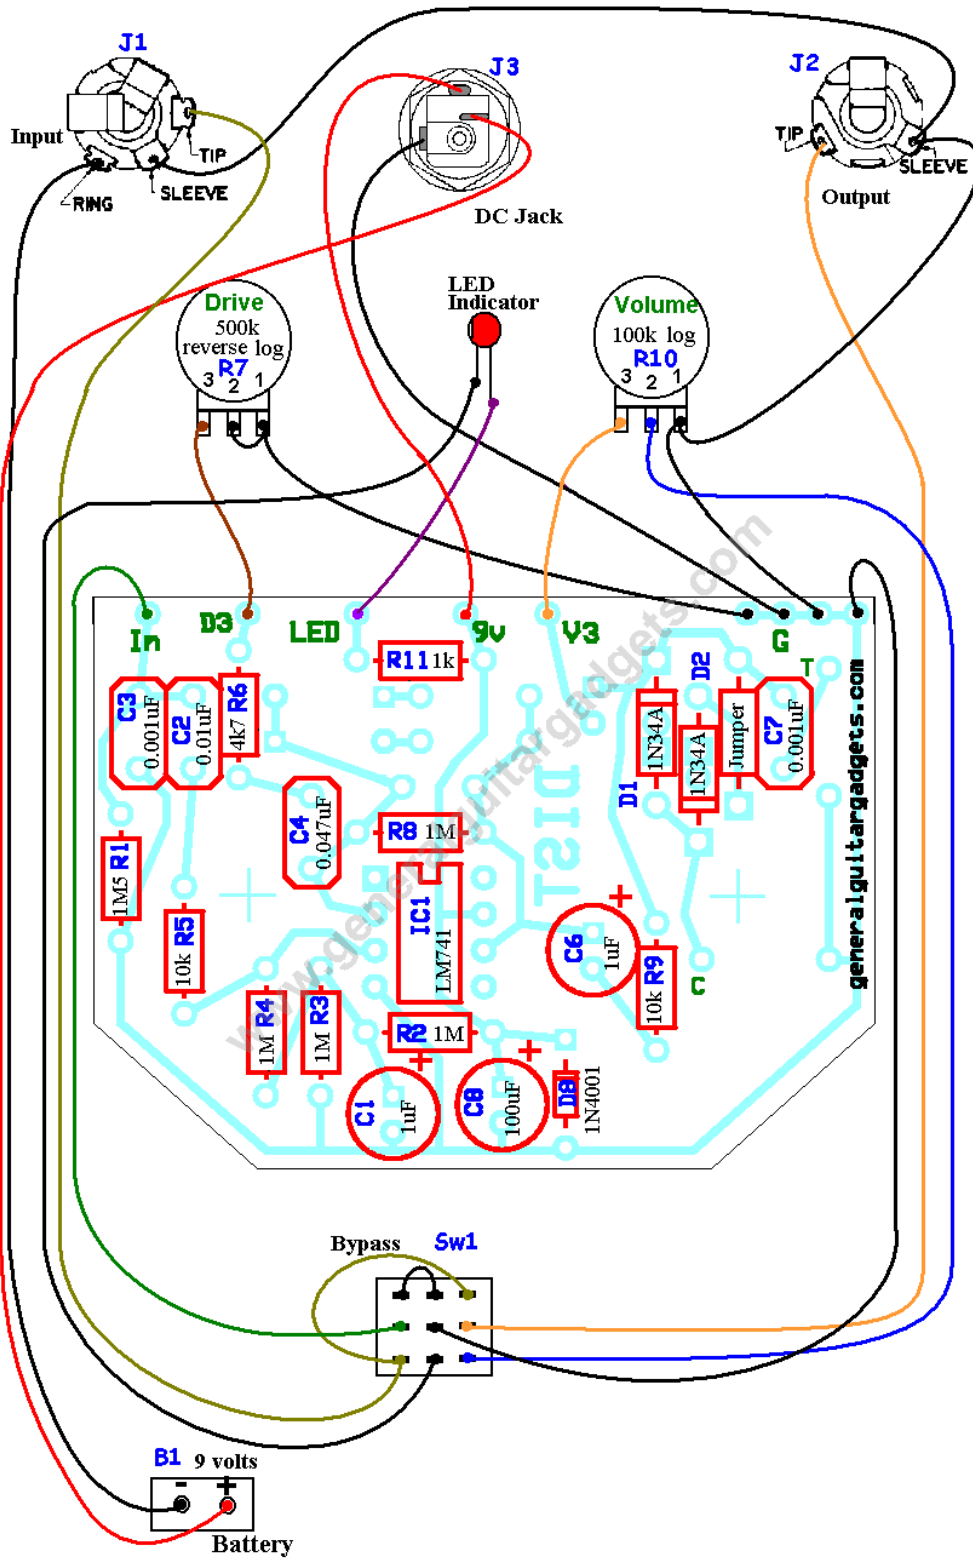 J1
J3
J2
Input
TIP
RING
SLEEVE
DC Jack
TIP
SLEEVE
Output
LED
Indicator
Drive
500k
reverse log
R7
3 2 1
Volume
100k log
R10
3 2 1
In
D3
LED
9v
V3
G
T
C3
0.001uF
C2
0.01uF
R6
4k7
R11 1k
D2
1N34A
1N34A
D1
Jumper
C7
0.001uF
DIST
C4
0.047uF
R8 1M
R1
1M5
R5
10k
IC1
LM741
C6
1uF
+
R9
10k
C
R4
1M
R3
1M
R2 1M
+
C1
1uF
+
C8
100uF
D8
1N4001
generalguitargadgets.com
www.generalguitargadgets.com
Bypass
Sw1
B1 9 volts
- +
Battery